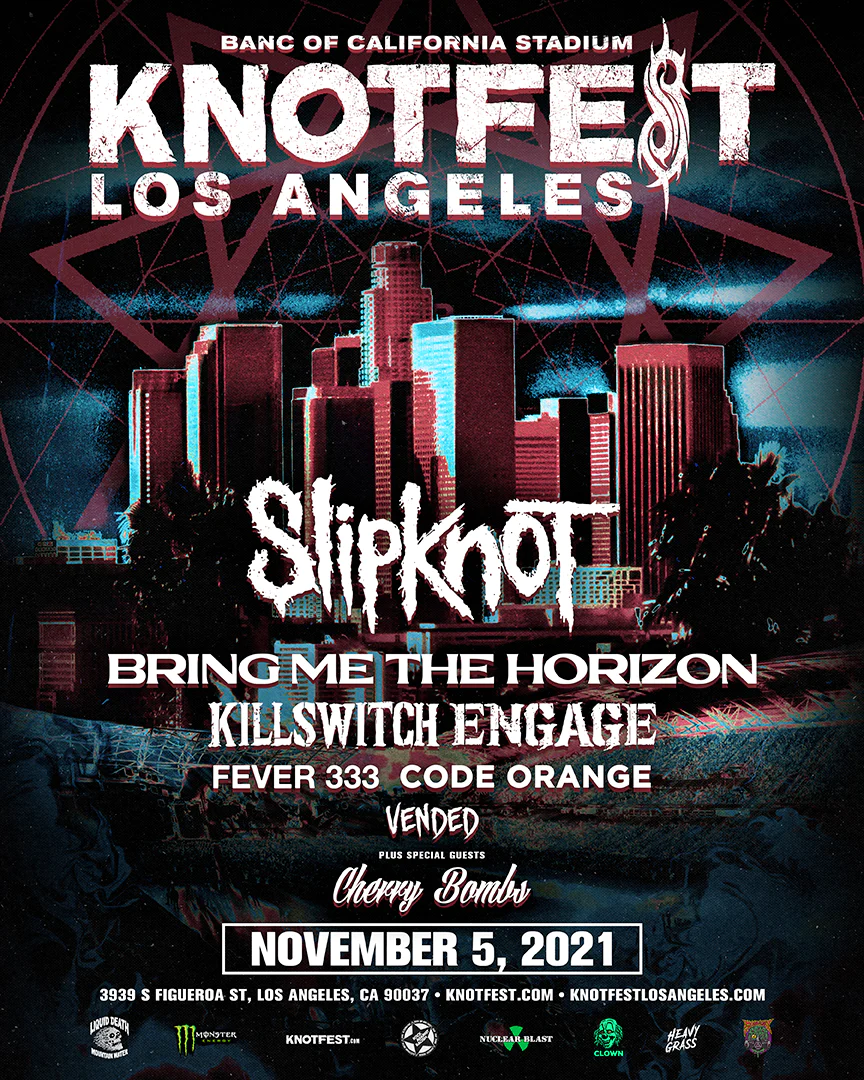 BANC OF CALIFORNIA STADIUM
KNOTFEST
LOS ANGELES
SlipKnoT
BRING ME THE HORIZON
KILLSWITCH ENGAGE
FEVER 333 CODE ORANGE
VENDED
PLUS SPECIAL GUESTS
Cherry Bombs
NOVEMBER 5, 2021
3939 S FIGUEROA ST, LOS ANGELES, CA 90037 • KNOTFEST.COM • KNOTFESTLOSANGELES.COM
LIQUID DEATH
MOUNTAIN WATER
MONSTER
ENERGY
KNOTFEST.COM
NUCLEAR BLAST
CLOWN
HEAVY
GRASS